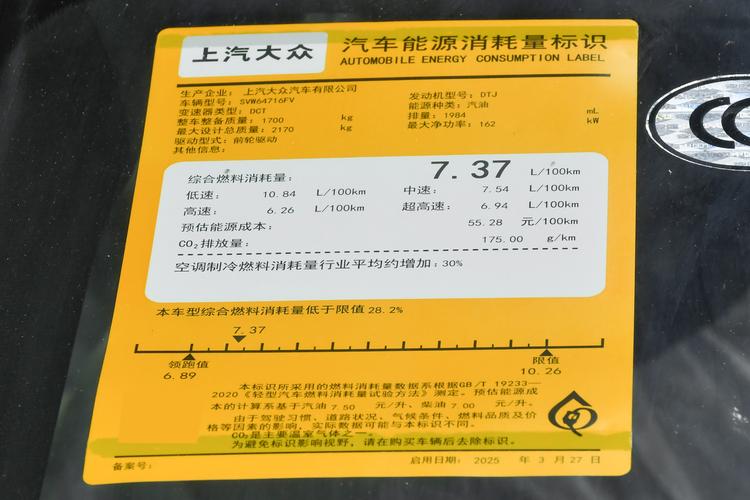 上汽大众
汽车能源消耗量标识
AUTOMOBILE ENERGY CONSUMPTION LABEL
生产企业: 上汽大众汽车有限公司
车辆型号: SVW64716FV 发动机型号: DTJ
变速器类型: DCT 能源种类: 汽油
整车整备质量: 1700 kg 排量: 1984 mL
最大设计总质量: 2170 kg 最大净功率: 162 kW
驱动型式: 前轮驱动
其他信息:
综合燃料消耗量: 7.37 L/100km
低速: 10.84 L/100km 中速: 7.54 L/100km
高速: 6.26 L/100km 超高速: 6.94 L/100km
预估能源成本: 55.28 元/100km
CO₂排放量: 175.00 g/km
空调制冷燃料消耗量行业平均约增加: 30%
本车型综合燃料消耗量低于限值 28.2%
7.37
领跑值 限值
6.89 10.26
本标识所采用的燃料消耗量数据系根据GB/T 19233—
2020《轻型汽车燃料消耗量试验方法》测定。预估能源成
本的计算系基于汽油 7.50 元/升、柴油 7.00 元/升。
由于驾驶习惯、道路状况、气候条件、燃料品质及价
格等因素的影响,实际数据可能与本标识不同。
CO₂是主要温室气体之一。
为避免标识影响视野,请在购买车辆后去除标识。
备案号: 启用日期: 2025 年 3 月 27 日